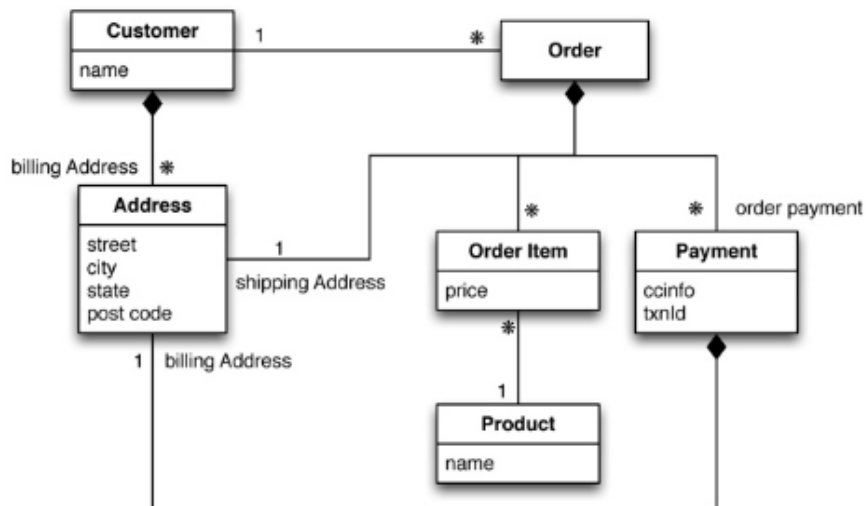 Customer
name
1
*
Order
billing Address
*
Address
street
city
state
post code
1
shipping Address
*
Order Item
price
*
order payment
Payment
ccinfo
txnId
1
billing Address
*
1
Product
name